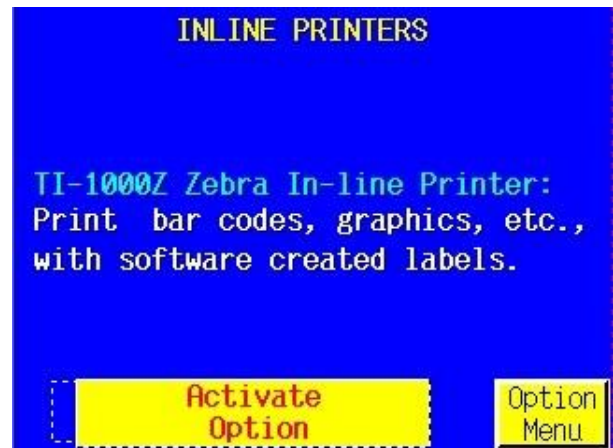 INLINE PRINTERS
TI-1000Z Zebra In-line Printer:
Print bar codes, graphics, etc.,
with software created labels.
Activate
Option
Option
Menu